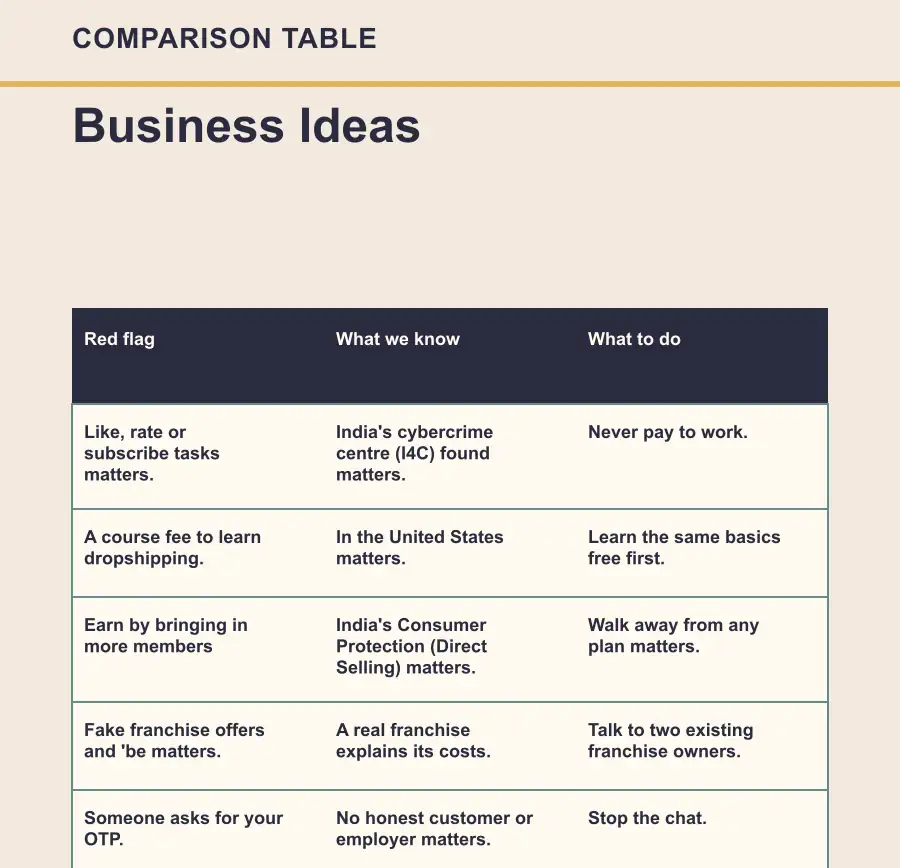 COMPARISON TABLE
Business Ideas
Red flag
What we know
What to do
Like, rate or
subscribe tasks
matters.
India's cybercrime
centre (I4C) found
matters.
Never pay to work.
A course fee to learn
dropshipping.
In the United States
matters.
Learn the same basics
free first.
Earn by bringing in
more members
India's Consumer
Protection (Direct
Selling) matters.
Walk away from any
plan matters.
Fake franchise offers
and 'be matters.
A real franchise
explains its costs.
Talk to two existing
franchise owners.
Someone asks for your
OTP.
No honest customer or
employer matters.
Stop the chat.